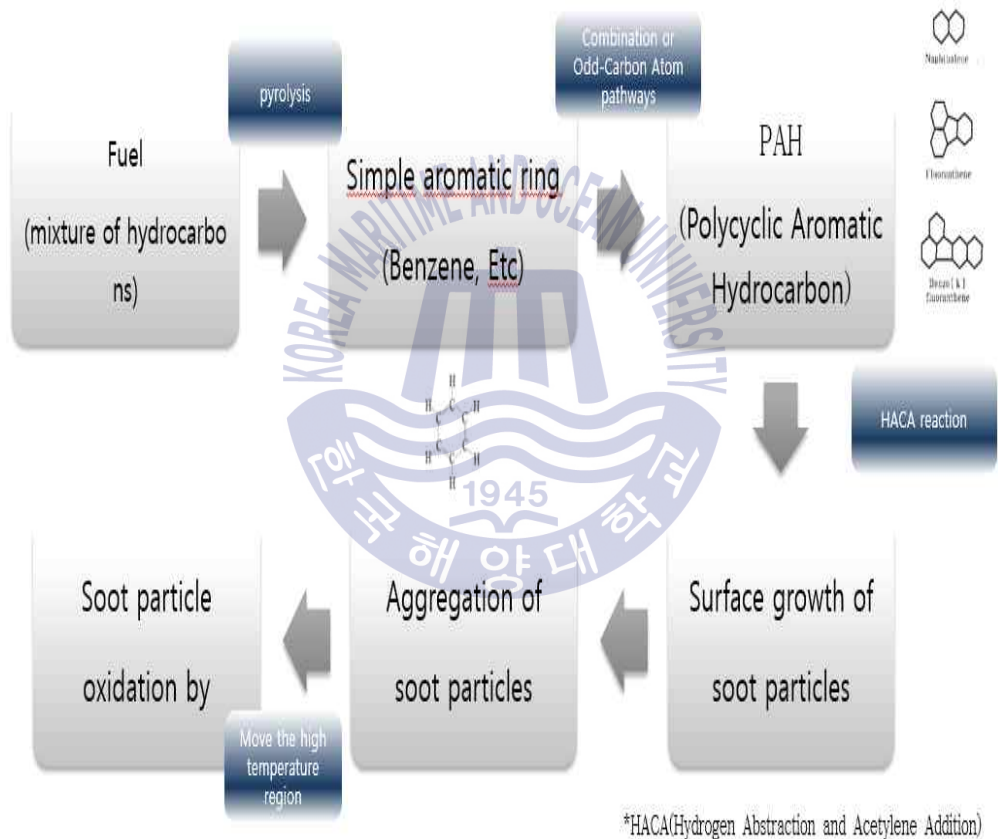 pyrolysis
Combination or
Odd-Carbon Atom
pathways
Naphthalene
Fuel
(mixture of hydrocarbo
ns)
Simple aromatic ring
(Benzene, Etc)
PAH
(Polycyclic Aromatic
Hydrocarbon)
Fluoranthene
Benzo[k]
fluoranthene
HACA reaction
H
H C H
C C
C C
H C H
H
KOREA MARITIME AND OCEAN UNIVERSITY
1945
한국해양대학교
Soot particle
oxidation by
Aggregation of
soot particles
Surface growth of
soot particles
Move the high
temperature
region
*HACA(Hydrogen Abstraction and Acetylene Addition)